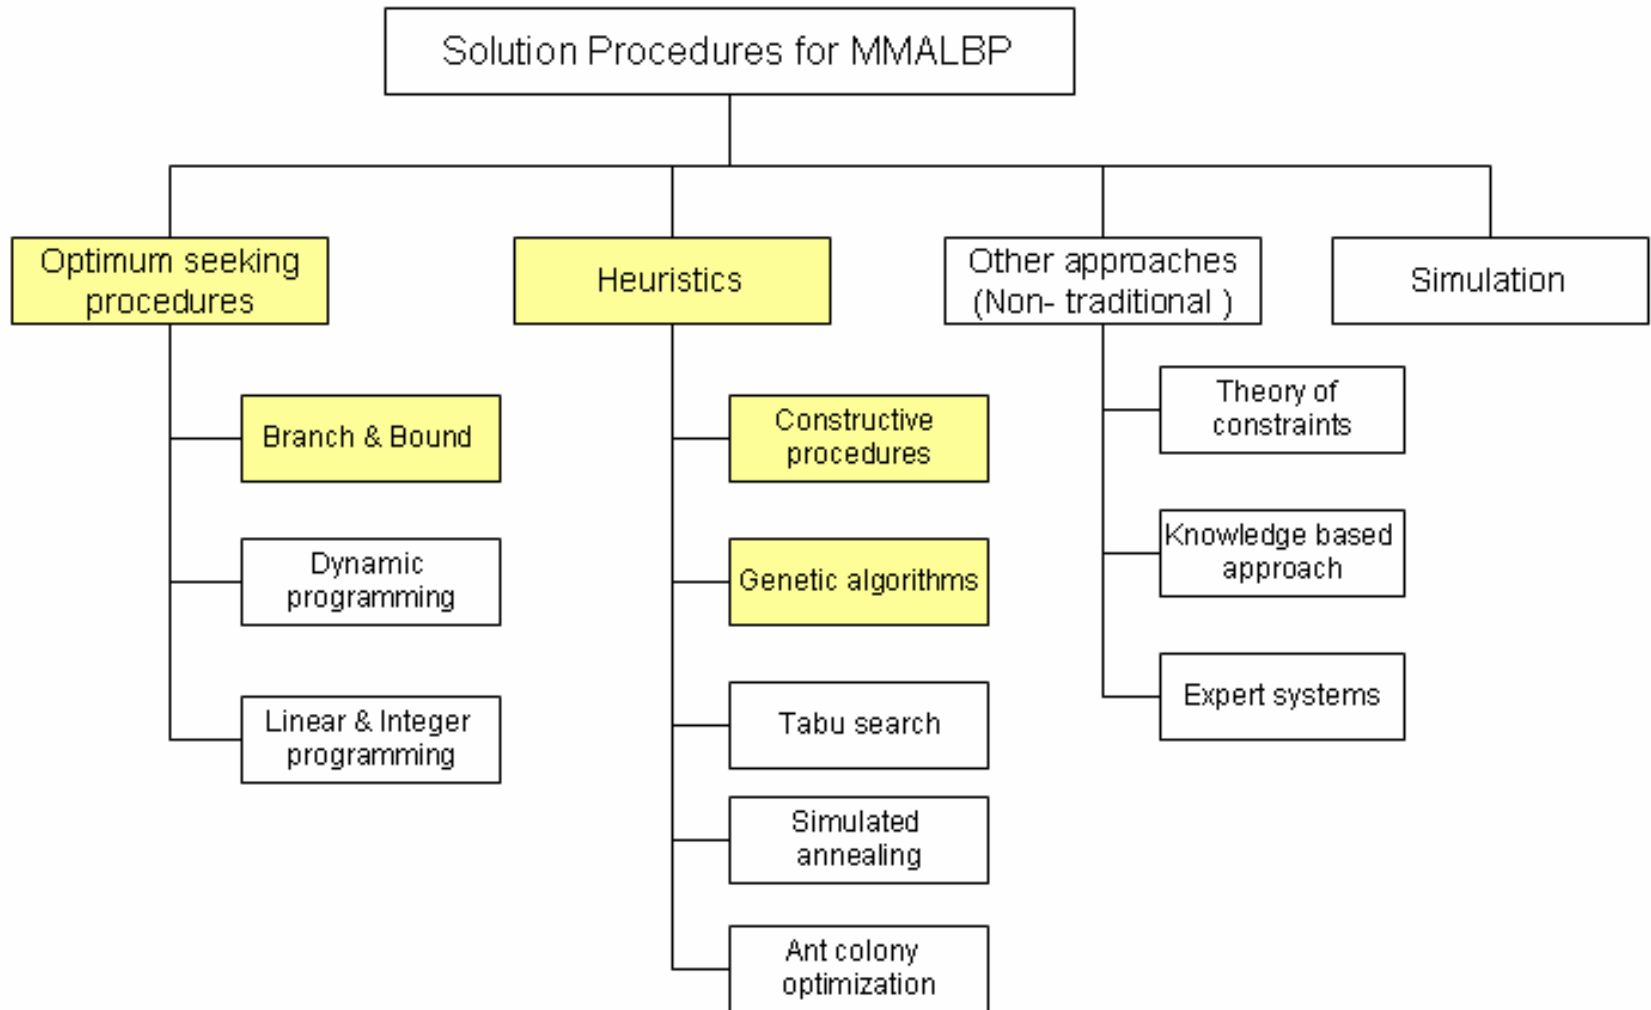 Solution Procedures for MMALBP
Optimum seeking
procedures
Heuristics
Other approaches
(Non- traditional )
Simulation
Branch & Bound
Dynamic
programming
Linear & Integer
programming
Constructive
procedures
Genetic algorithms
Tabu search
Simulated
annealing
Ant colony
optimization
Theory of
constraints
Knowledge based
approach
Expert systems